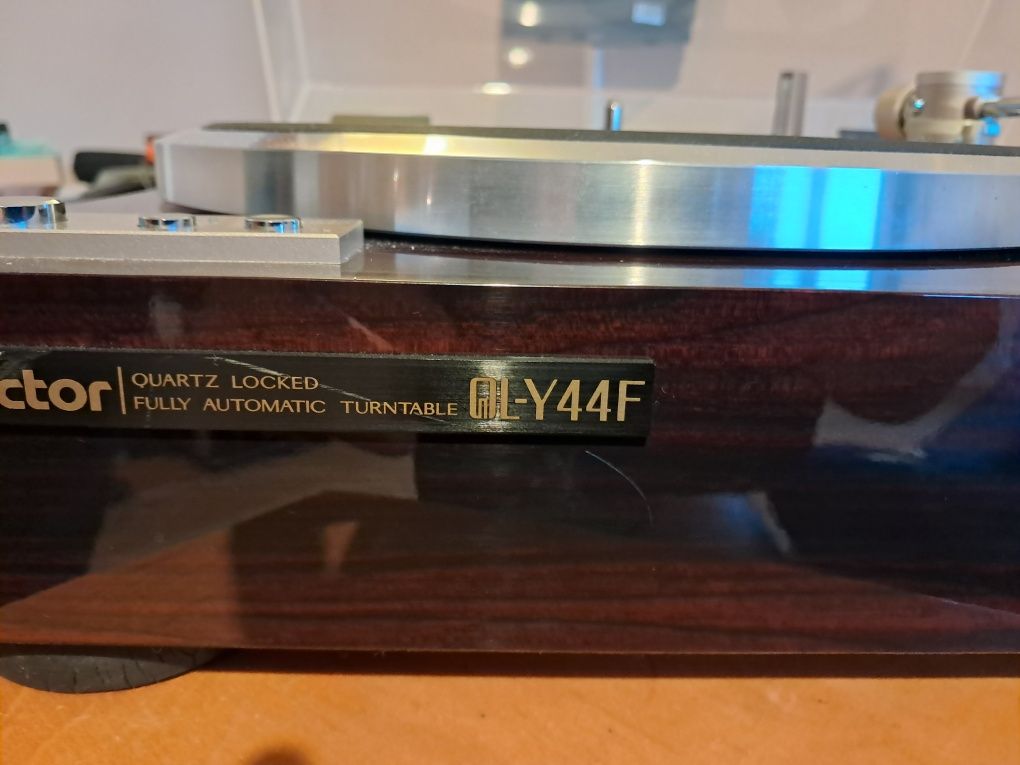 ctor
QUARTZ LOCKED
FULLY AUTOMATIC TURNTABLE
QL-Y44F